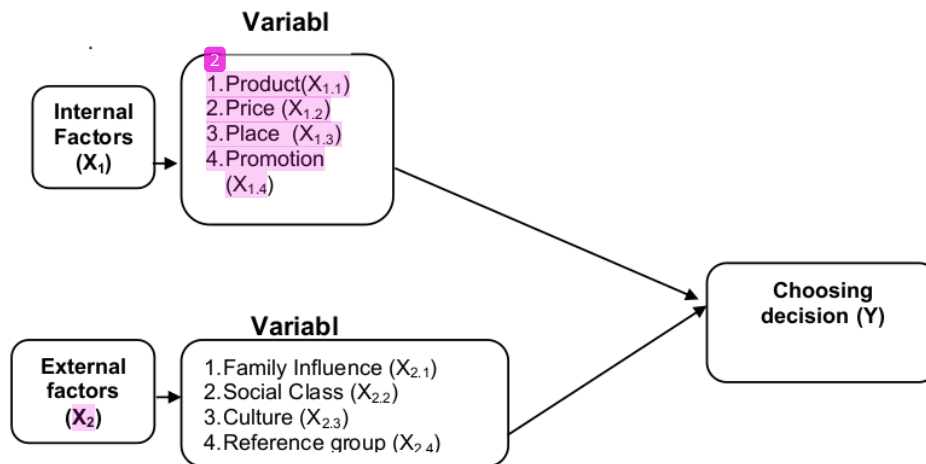 Variabl
2
Internal
Factors
(X1)
1.Product(X1.1)
2.Price (X1.2)
3.Place (X1.3)
4.Promotion
(X1.4)
Choosing
decision (Y)
Variabl
External
factors
(X2)
1.Family Influence (X2.1)
2.Social Class (X2.2)
3.Culture (X2.3)
4.Reference group (X2.4)